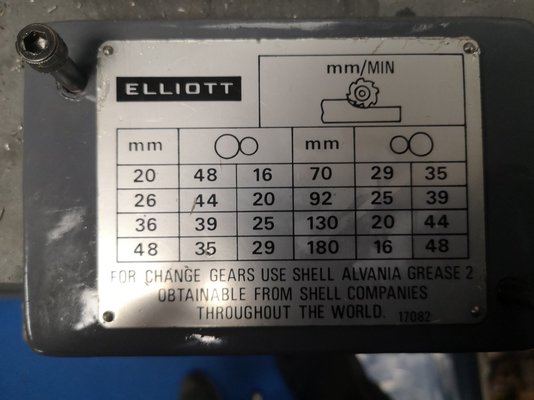 ELLIOTT
mm/MIN
mm mm
20 48 16 70 29 35
26 44 20 92 25 39
36 39 25 130 20 44
48 35 29 180 16 48
FOR CHANGE GEARS USE SHELL ALVANIA GREASE 2
OBTAINABLE FROM SHELL COMPANIES
THROUGHOUT THE WORLD. 17082